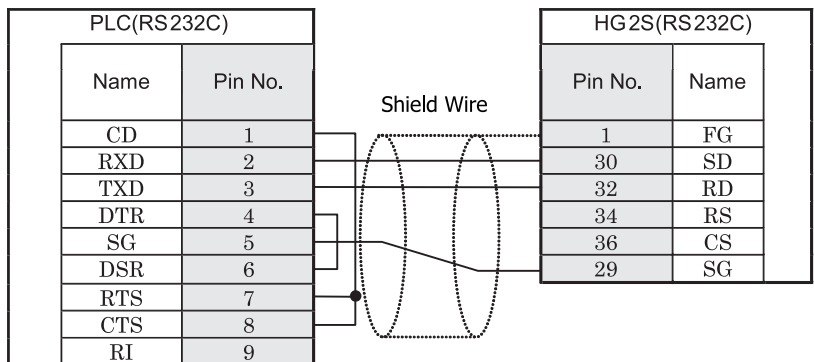 PLC(RS232C) HG2S(RS232C)
Name Pin No. Pin No. Name
Shield Wire
CD 1 1 FG
RXD 2 30 SD
TXD 3 32 RD
DTR 4 34 RS
SG 5 36 CS
DSR 6 29 SG
RTS 7
CTS 8
RI 9